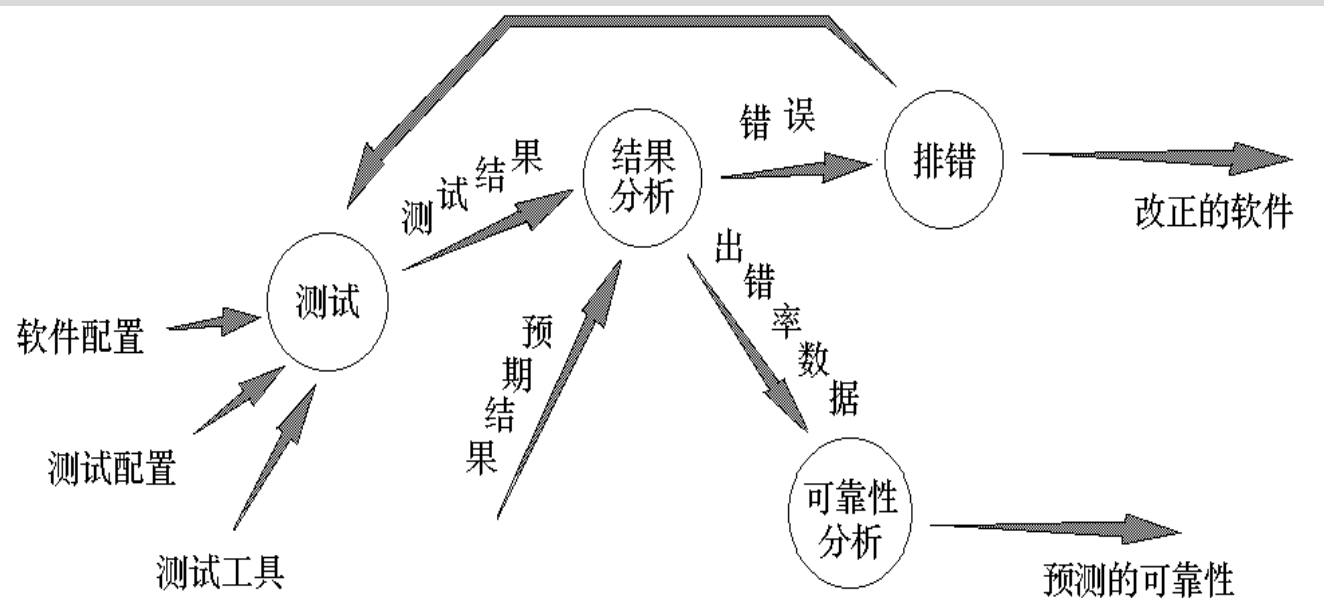 错误
测试结果
结果
分析
排错
改正的软件
出错率数据
测试
软件配置
预期结果
测试配置
可靠性
分析
测试工具
预测的可靠性